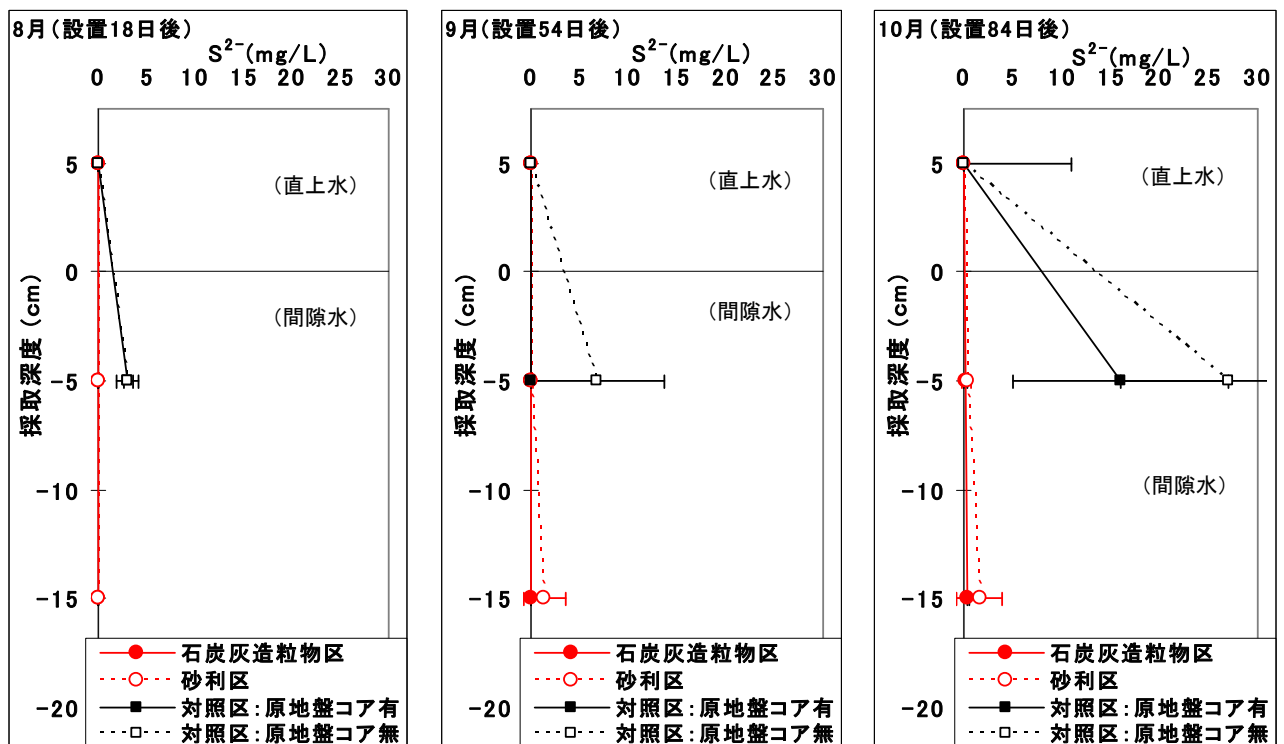 8月(設置18日後)
S²⁻(mg/L)
0 5 10 15 20 25 30
5
0
-5
-10
-15
-20
採取深度 (cm)
(直上水)
(間隙水)
石炭灰造粒物区
砂利区
対照区:原地盤コア有
対照区:原地盤コア無
9月(設置54日後)
S²⁻(mg/L)
0 5 10 15 20 25 30
5
0
-5
-10
-15
-20
採取深度 (cm)
(直上水)
(間隙水)
石炭灰造粒物区
砂利区
対照区:原地盤コア有
対照区:原地盤コア無
10月(設置84日後)
S²⁻(mg/L)
0 5 10 15 20 25 30
5
0
-5
-10
-15
-20
採取深度 (cm)
(直上水)
(間隙水)
石炭灰造粒物区
砂利区
対照区:原地盤コア有
対照区:原地盤コア無